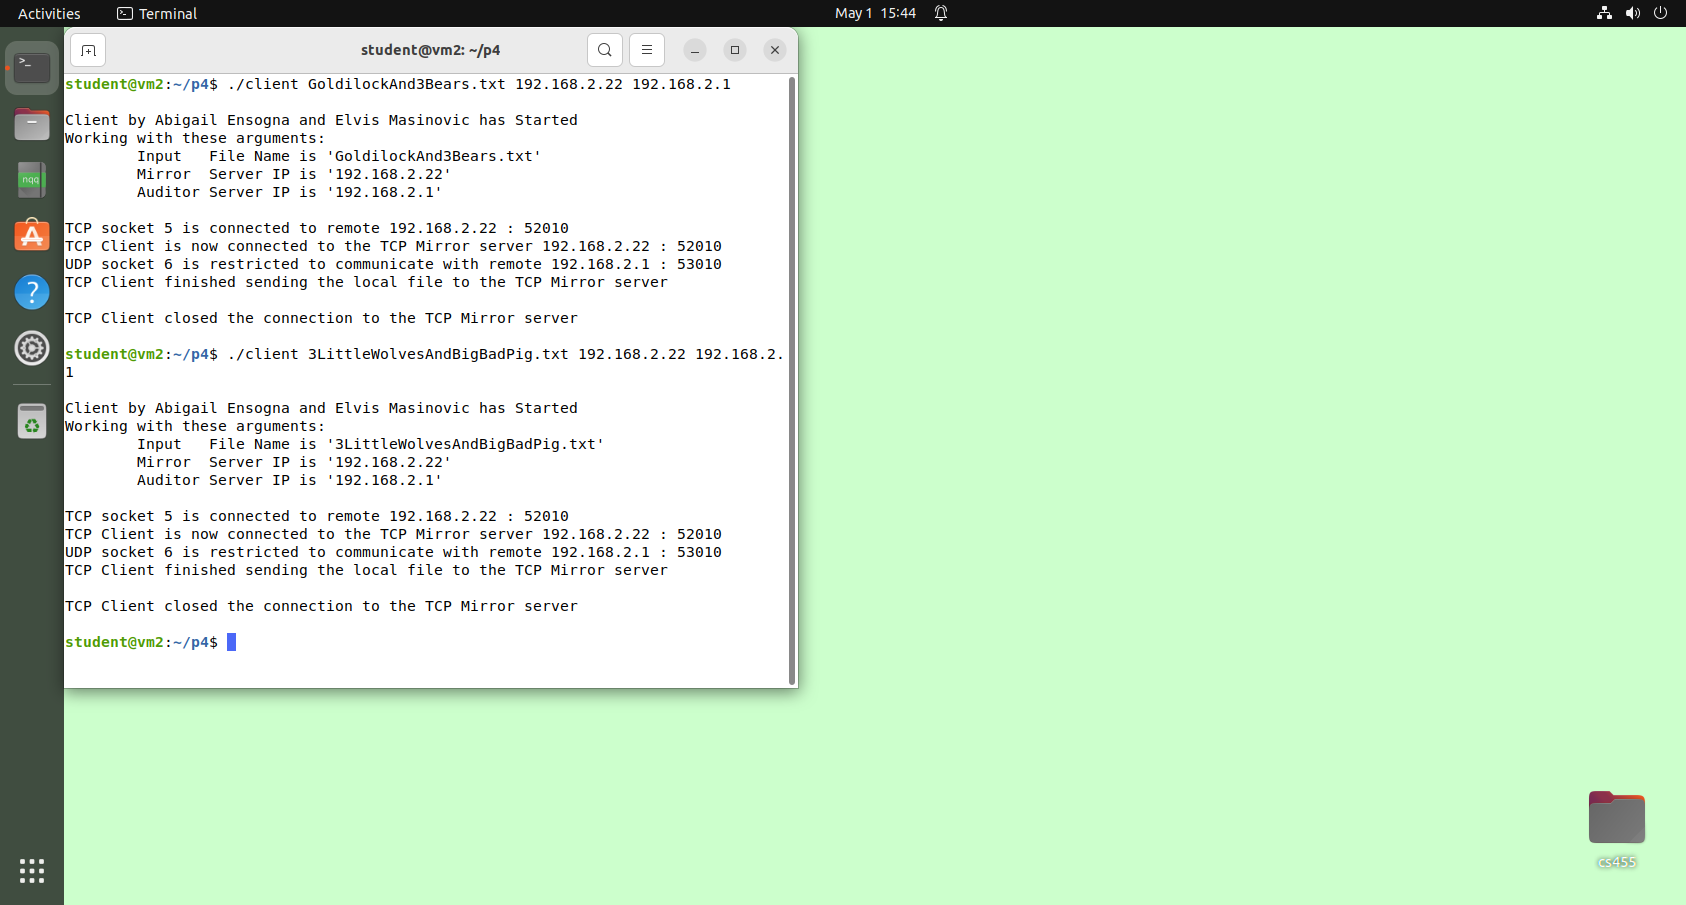 Activities
Terminal
May 1 15:44
student@vm2: ~/p4
student@vm2:~/p4$ ./client GoldilockAnd3Bears.txt 192.168.2.22 192.168.2.1
Client by Abigail Ensogna and Elvis Masinovic has Started
Working with these arguments:
        Input   File Name is 'GoldilockAnd3Bears.txt'
        Mirror  Server IP is '192.168.2.22'
        Auditor Server IP is '192.168.2.1'
TCP socket 5 is connected to remote 192.168.2.22 : 52010
TCP Client is now connected to the TCP Mirror server 192.168.2.22 : 52010
UDP socket 6 is restricted to communicate with remote 192.168.2.1 : 53010
TCP Client finished sending the local file to the TCP Mirror server
TCP Client closed the connection to the TCP Mirror server
student@vm2:~/p4$ ./client 3LittleWolvesAndBigBadPig.txt 192.168.2.22 192.168.2.
1
Client by Abigail Ensogna and Elvis Masinovic has Started
Working with these arguments:
        Input   File Name is '3LittleWolvesAndBigBadPig.txt'
        Mirror  Server IP is '192.168.2.22'
        Auditor Server IP is '192.168.2.1'
TCP socket 5 is connected to remote 192.168.2.22 : 52010
TCP Client is now connected to the TCP Mirror server 192.168.2.22 : 52010
UDP socket 6 is restricted to communicate with remote 192.168.2.1 : 53010
TCP Client finished sending the local file to the TCP Mirror server
TCP Client closed the connection to the TCP Mirror server
student@vm2:~/p4$
nqq
cs455